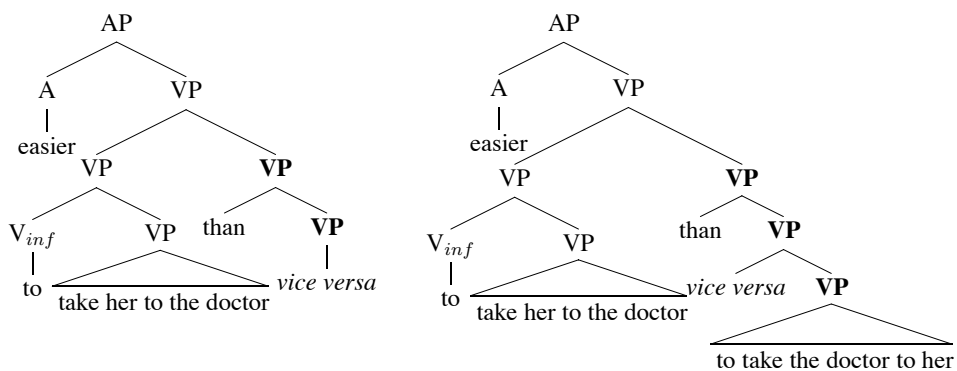 AP AP
A VP A VP
easier easier
VP VP VP VP
V_inf VP than VP V_inf VP than VP
to take her to the doctor vice versa to take her to the doctor vice versa VP
to take the doctor to her